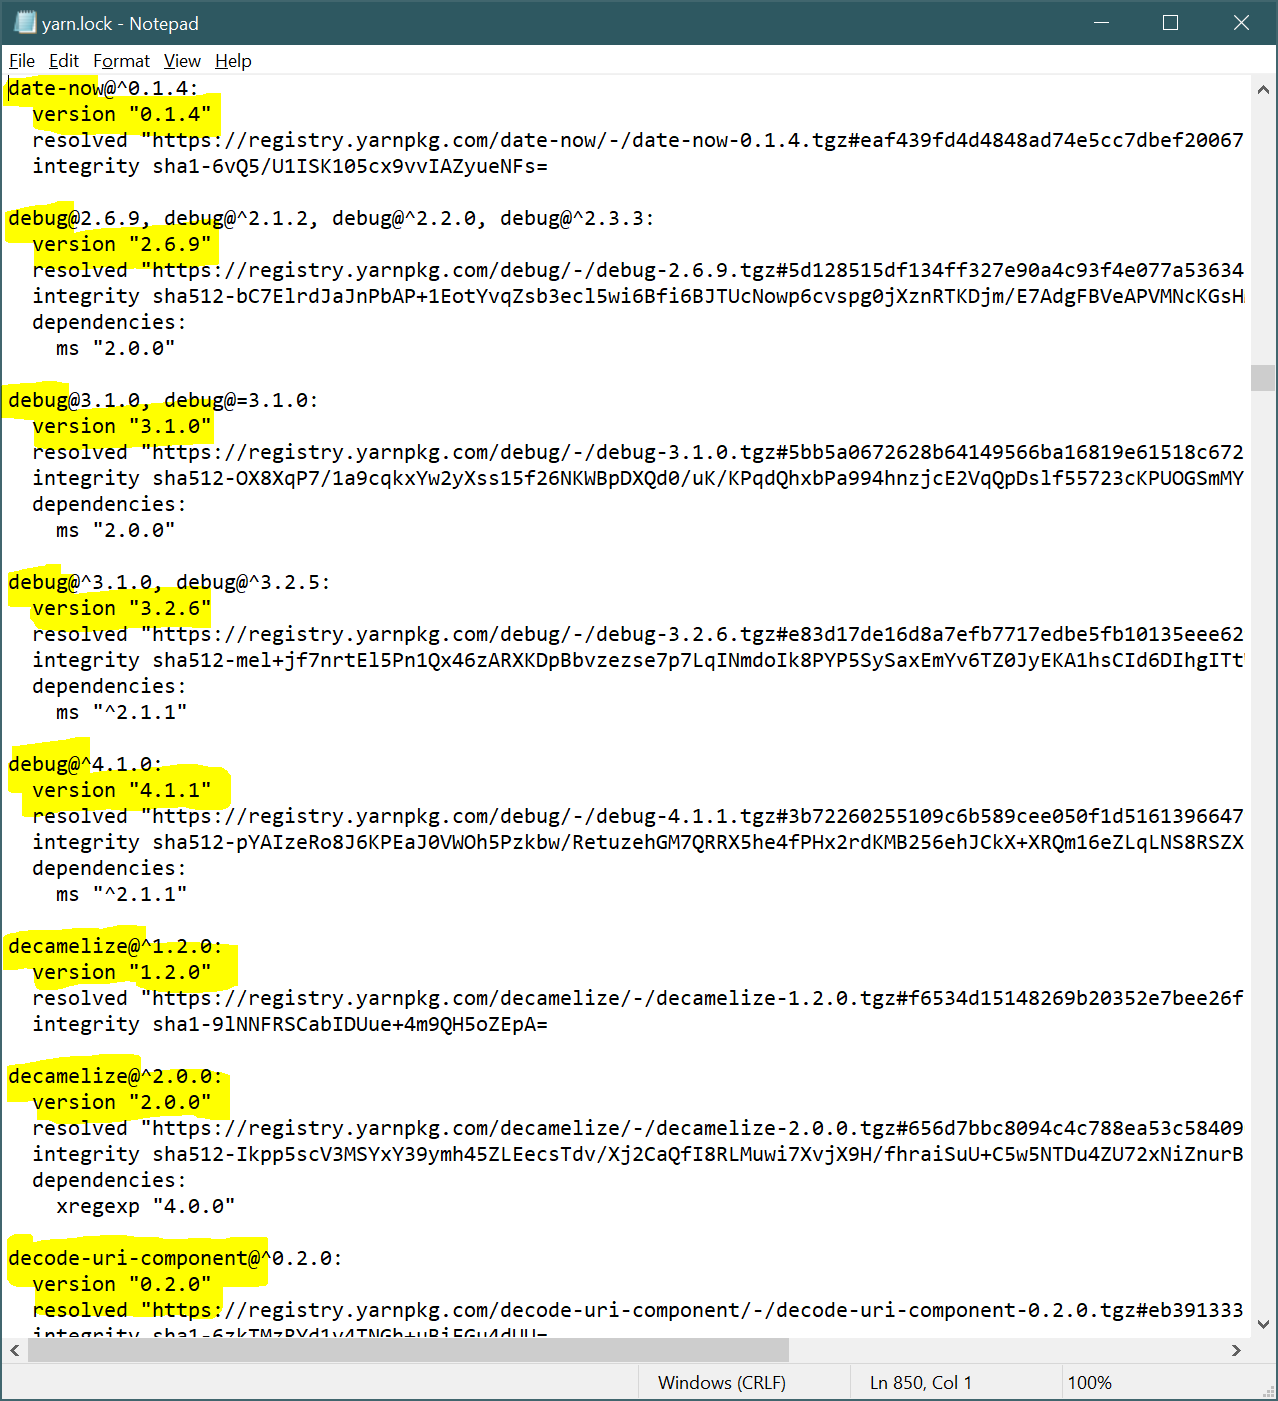 yarn.lock - Notepad
File Edit Format View Help
date-now@^0.1.4:
version "0.1.4"
resolved "https://registry.yarnpkg.com/date-now/-/date-now-0.1.4.tgz#eaf439fd4d4848ad74e5cc7dbef20067
integrity sha1-6vQ5/U1ISK105cx9vvIAZyueNFs=
debug@2.6.9, debug@^2.1.2, debug@^2.2.0, debug@^2.3.3:
version "2.6.9"
resolved "https://registry.yarnpkg.com/debug/-/debug-2.6.9.tgz#5d128515df134ff327e90a4c93f4e077a53634
integrity sha512-bC7ElrdJaJnPbAP+1EotYvqZsb3ecl5wi6Bfi6BJTUcNowp6cvspg0jXznRTKDjm/E7AdgFBVeAPVMNcKGsH
dependencies:
ms "2.0.0"
debug@3.1.0, debug@=3.1.0:
version "3.1.0"
resolved "https://registry.yarnpkg.com/debug/-/debug-3.1.0.tgz#5bb5a0672628b64149566ba16819e61518c672
integrity sha512-OX8XqP7/1a9cqkxYw2yXss15f26NKWBpDXQd0/uK/KPqdQhxbPa994hnzjcE2VqQpDslf55723cKPUOGSmMY
dependencies:
ms "2.0.0"
debug@^3.1.0, debug@^3.2.5:
version "3.2.6"
resolved "https://registry.yarnpkg.com/debug/-/debug-3.2.6.tgz#e83d17de16d8a7efb7717edbe5fb10135eee62
integrity sha512-mel+jf7nrtEl5Pn1Qx46zARXKDpBbvzezse7p7LqINmdoIk8PYP5SySaxEmYv6TZ0JyEKA1hsCId6DIhgITt
dependencies:
ms "^2.1.1"
debug@^4.1.0:
version "4.1.1"
resolved "https://registry.yarnpkg.com/debug/-/debug-4.1.1.tgz#3b72260255109c6b589cee050f1d5161396647
integrity sha512-pYAIzeRo8J6KPEaJ0VWOh5Pzkbw/RetuzehGM7QRRX5he4fPHx2rdKMB256ehJCkX+XRQm16eZLqLNS8RSZX
dependencies:
ms "^2.1.1"
decamelize@^1.2.0:
version "1.2.0"
resolved "https://registry.yarnpkg.com/decamelize/-/decamelize-1.2.0.tgz#f6534d15148269b20352e7bee26f
integrity sha1-9lNNFRSCabIDUue+4m9QH5oZEpA=
decamelize@^2.0.0:
version "2.0.0"
resolved "https://registry.yarnpkg.com/decamelize/-/decamelize-2.0.0.tgz#656d7bbc8094c4c788ea53c58409
integrity sha512-Ikpp5scV3MSYxY39ymh45ZLEecsTdv/Xj2CaQfI8RLMuwi7XvjX9H/fhraiSuU+C5w5NTDu4ZU72xNiZnurB
dependencies:
xregexp "4.0.0"
decode-uri-component@^0.2.0:
version "0.2.0"
resolved "https://registry.yarnpkg.com/decode-uri-component/-/decode-uri-component-0.2.0.tgz#eb391333
integrity
Windows (CRLF) Ln 850, Col 1 100%